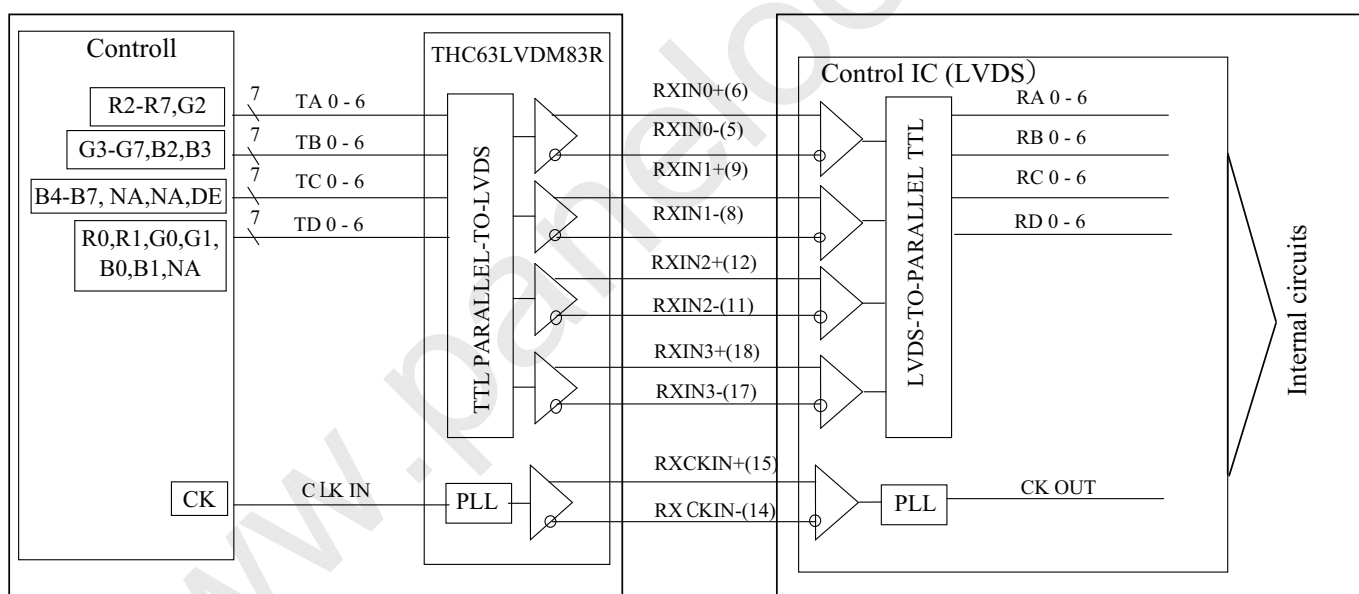 Controll
R2-R7,G2
G3-G7,B2,B3
B4-B7, NA,NA,DE
R0,R1,G0,G1,
B0,B1,NA
CK
7
TA 0 - 6
7
TB 0 - 6
7
TC 0 - 6
7
TD 0 - 6
CLK IN
THC63LVDM83R
TTL PARALLEL-TO-LVDS
PLL
RXIN0+(6)
RXIN0-(5)
RXIN1+(9)
RXIN1-(8)
RXIN2+(12)
RXIN2-(11)
RXIN3+(18)
RXIN3-(17)
RXCKIN+(15)
RXCKIN-(14)
Control IC (LVDS)
LVDS-TO-PARALLEL TTL
PLL
RA 0 - 6
RB 0 - 6
RC 0 - 6
RD 0 - 6
CK OUT
Internal circuits